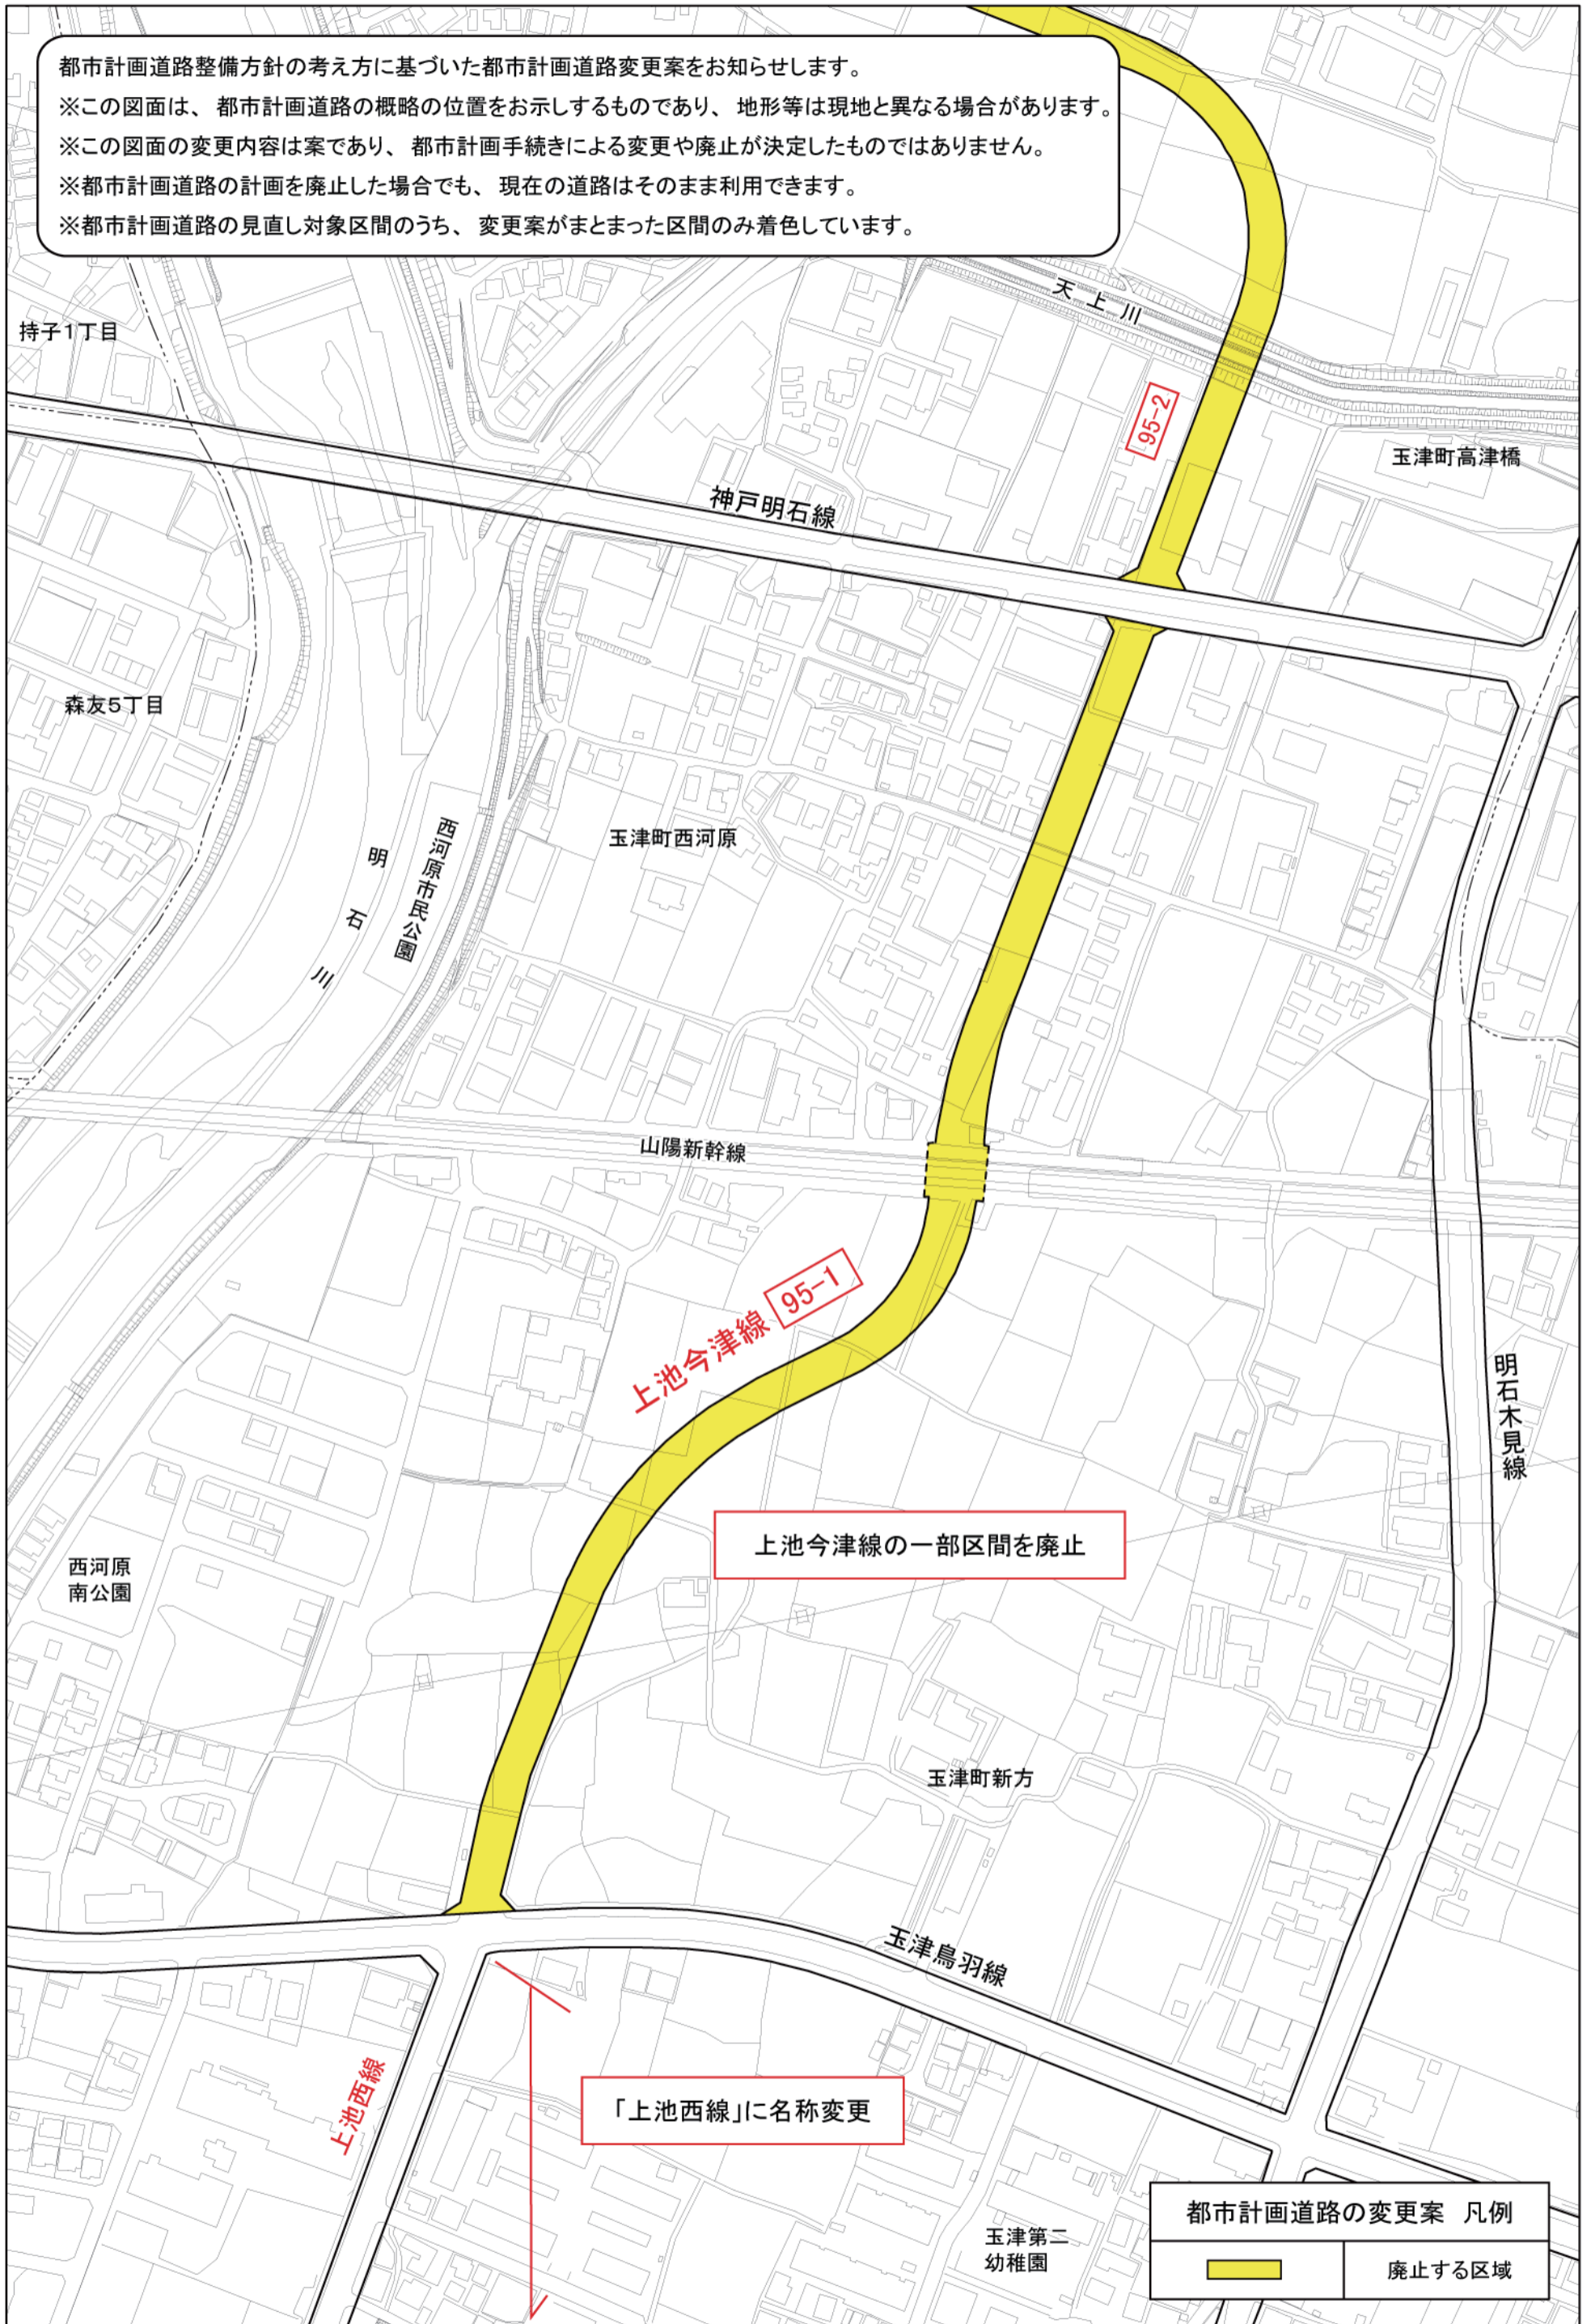 都市計画道路整備方針の考え方に基づいた都市計画道路変更案をお知らせします。
※この図面は、都市計画道路の概略の位置をお示しするものであり、地形等は現地と異なる場合があります。
※この図面の変更内容は案であり、都市計画手続きによる変更や廃止が決定したものではありません。
※都市計画道路の計画を廃止した場合でも、現在の道路はそのまま利用できます。
※都市計画道路の見直し対象区間のうち、変更案がまとまった区間のみ着色しています。
天上川
持子1丁目
95-2
玉津町高津橋
神戸明石線
森友5丁目
玉津町西河原
西河原市民公園
明石川
山陽新幹線
上池今津線 95-1
明石木見線
上池今津線の一部区間を廃止
西河原
南公園
玉津町新方
玉津鳥羽線
上池西線
「上池西線」に名称変更
玉津第二
幼稚園
都市計画道路の変更案 凡例
廃止する区域